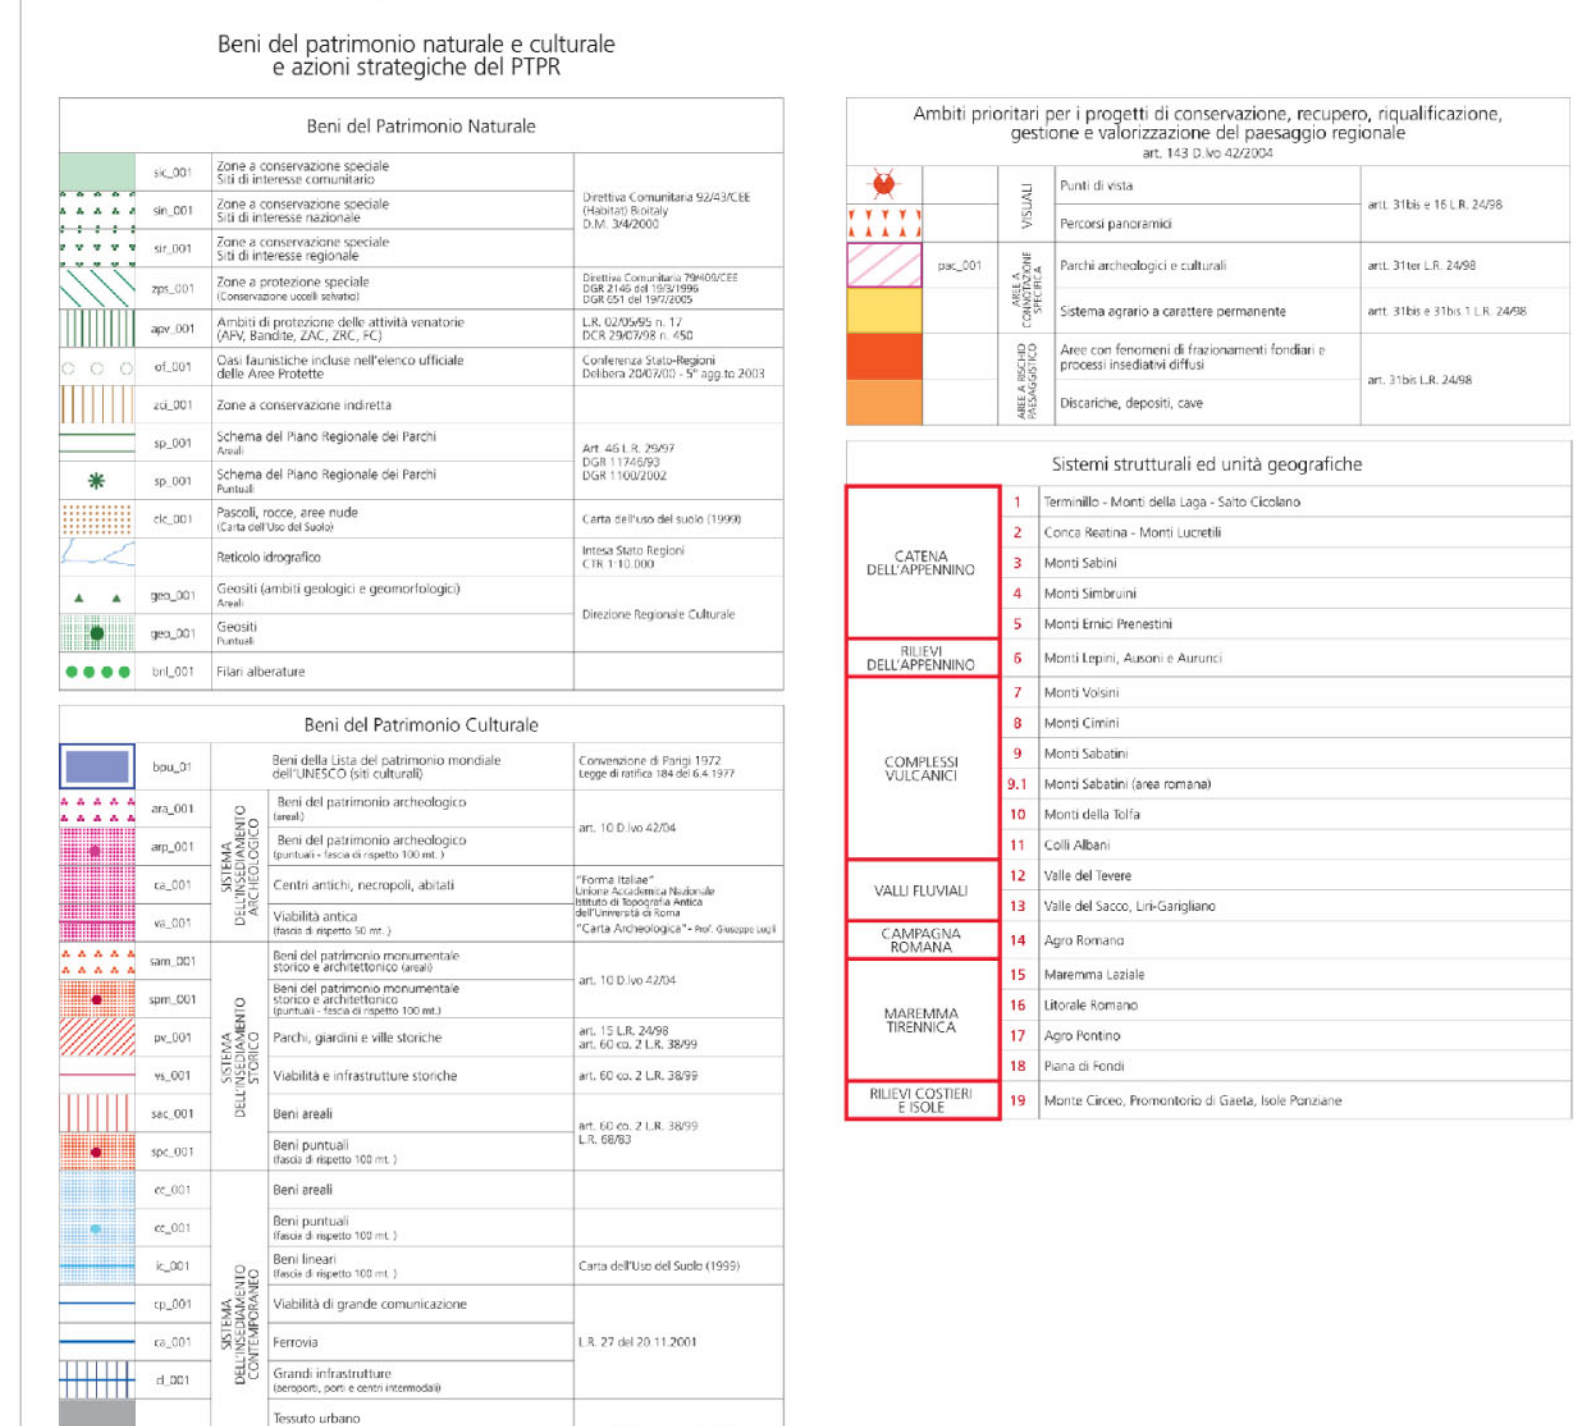 Beni del patrimonio naturale e culturale
e azioni strategiche del PTPR
Beni del Patrimonio Naturale
sic_001
Zone a conservazione speciale
Siti di interesse comunitario
Direttiva Comunitaria 92/43/CEE
(Habitat) Bioitaly
D.M. 3/4/2000
sin_001
Zone a conservazione speciale
Siti di interesse nazionale
sir_001
Zone a conservazione speciale
Siti di interesse regionale
zps_001
Zone a protezione speciale
(Conservazione uccelli selvatici)
Direttiva Comunitaria 79/409/CEE
DGR 2146 del 19/3/1996
DGR 651 del 19/7/2005
apv_001
Ambiti di protezione delle attività venatorie
(AFV, Bandite, ZAC, ZRC, FC)
L.R. 02/05/95 n. 17
DCR 29/07/98 n. 450
of_001
Oasi faunistiche incluse nell'elenco ufficiale
delle Aree Protette
Conferenza Stato-Regioni
Delibera 20/07/00 - 5° agg.to 2003
zci_001
Zone a conservazione indiretta
sp_001
Schema del Piano Regionale dei Parchi
Areali
Art. 46 L.R. 29/97
DGR 11746/93
DGR 1100/2002
sp_001
Schema del Piano Regionale dei Parchi
Puntuali
clc_001
Pascoli, rocce, aree nude
(Carta dell'Uso del Suolo)
Carta dell'uso del suolo (1999)
Reticolo idrografico
Intesa Stato Regioni
CTR 1:10.000
geo_001
Geositi (ambiti geologici e geomorfologici)
Areali
Direzione Regionale Culturale
geo_001
Geositi
Puntuali
bnl_001
Filari alberature
Beni del Patrimonio Culturale
bpu_01
Beni della Lista del patrimonio mondiale
dell'UNESCO (siti culturali)
Convenzione di Parigi 1972
Legge di ratifica 184 del 6.4.1977
SISTEMA
DELL'INSEDIAMENTO
ARCHEOLOGICO
ara_001
Beni del patrimonio archeologico
(areali)
art. 10 D.lvo 42/04
arp_001
Beni del patrimonio archeologico
(puntuali - fascia di rispetto 100 mt. )
ca_001
Centri antichi, necropoli, abitati
"Forma Italiae"
Unione Accademica Nazionale
Istituto di Topografia Antica
dell'Università di Roma
"Carta Archeologica"- Prof. Giuseppe Lugli
va_001
Viabilità antica
(fascia di rispetto 50 mt. )
SISTEMA
DELL'INSEDIAMENTO
STORICO
sam_001
Beni del patrimonio monumentale
storico e architettonico (areali)
art. 10 D.lvo 42/04
spm_001
Beni del patrimonio monumentale
storico e architettonico
(puntuali - fascia di rispetto 100 mt.)
pv_001
Parchi, giardini e ville storiche
art. 15 L.R. 24/98
art. 60 co. 2 L.R. 38/99
vs_001
Viabilità e infrastrutture storiche
art. 60 co. 2 L.R. 38/99
sac_001
Beni areali
art. 60 co. 2 L.R. 38/99
L.R. 68/83
spc_001
Beni puntuali
(fascia di rispetto 100 mt. )
SISTEMA
DELL'INSEDIAMENTO
CONTEMPORANEO
cc_001
Beni areali
cc_001
Beni puntuali
(fascia di rispetto 100 mt. )
ic_001
Beni lineari
(fascia di rispetto 100 mt. )
Carta dell'Uso del Suolo (1999)
cp_001
Viabilità di grande comunicazione
L.R. 27 del 20.11.2001
ca_001
Ferrovia
cl_001
Grandi infrastrutture
(aeroporti, porti e centri intermodali)
Tessuto urbano
Ambiti prioritari per i progetti di conservazione, recupero, riqualificazione,
gestione e valorizzazione del paesaggio regionale
art. 143 D.lvo 42/2004
VISUALI
Punti di vista
artt. 31bis e 16 L.R. 24/98
Percorsi panoramici
AREE A
CONNOTAZIONE
SPECIFICA
pac_001
Parchi archeologici e culturali
artt. 31ter L.R. 24/98
Sistema agrario a carattere permanente
artt. 31bis e 31bis 1 L.R. 24/98
AREE A RISCHIO
PAESAGGISTICO
Aree con fenomeni di frazionamenti fondiari e
processi insediativi diffusi
art. 31bis L.R. 24/98
Discariche, depositi, cave
Sistemi strutturali ed unità geografiche
CATENA
DELL'APPENNINO
1 Terminillo - Monti della Laga - Salto Cicolano
2 Conca Reatina - Monti Lucretili
3 Monti Sabini
4 Monti Simbruini
5 Monti Ernici Prenestini
RILIEVI
DELL'APPENNINO
6 Monti Lepini, Ausoni e Aurunci
COMPLESSI
VULCANICI
7 Monti Volsini
8 Monti Cimini
9 Monti Sabatini
9.1 Monti Sabatini (area romana)
10 Monti della Tolfa
11 Colli Albani
VALLI FLUVIALI
12 Valle del Tevere
13 Valle del Sacco, Liri-Garigliano
CAMPAGNA
ROMANA
14 Agro Romano
MAREMMA
TIRRENICA
15 Maremma Laziale
16 Litorale Romano
17 Agro Pontino
18 Piana di Fondi
RILIEVI COSTIERI
E ISOLE
19 Monte Circeo, Promontorio di Gaeta, Isole Ponziane